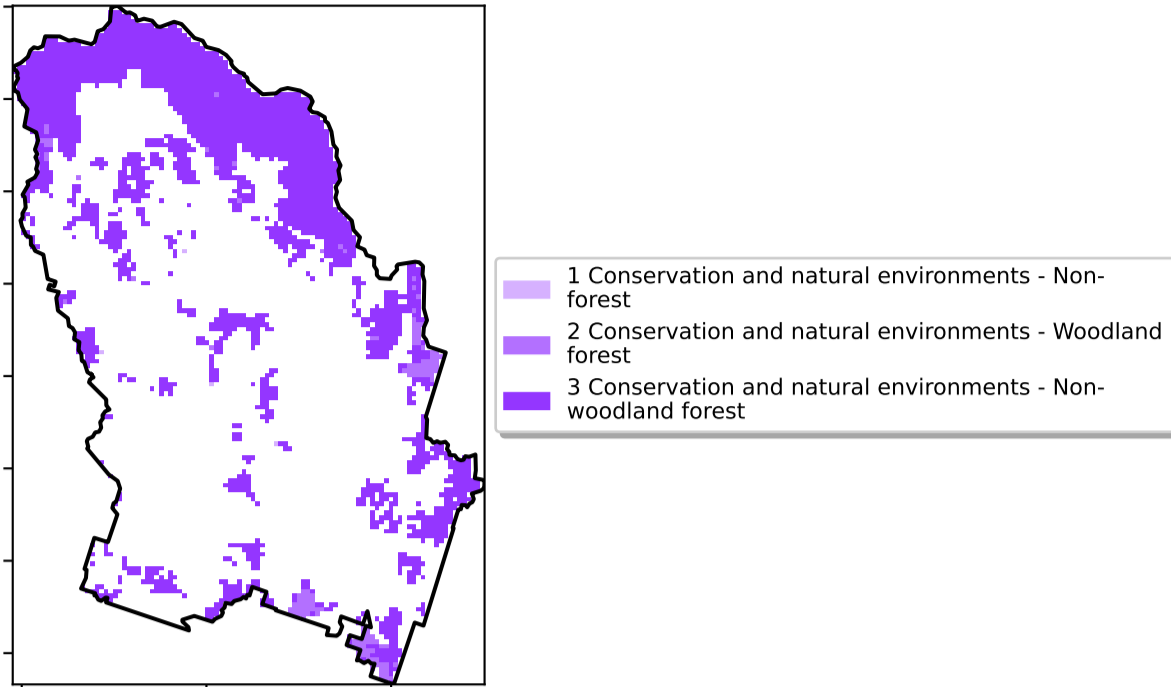 1 Conservation and natural environments - Non-
forest
2 Conservation and natural environments - Woodland
forest
3 Conservation and natural environments - Non-
woodland forest